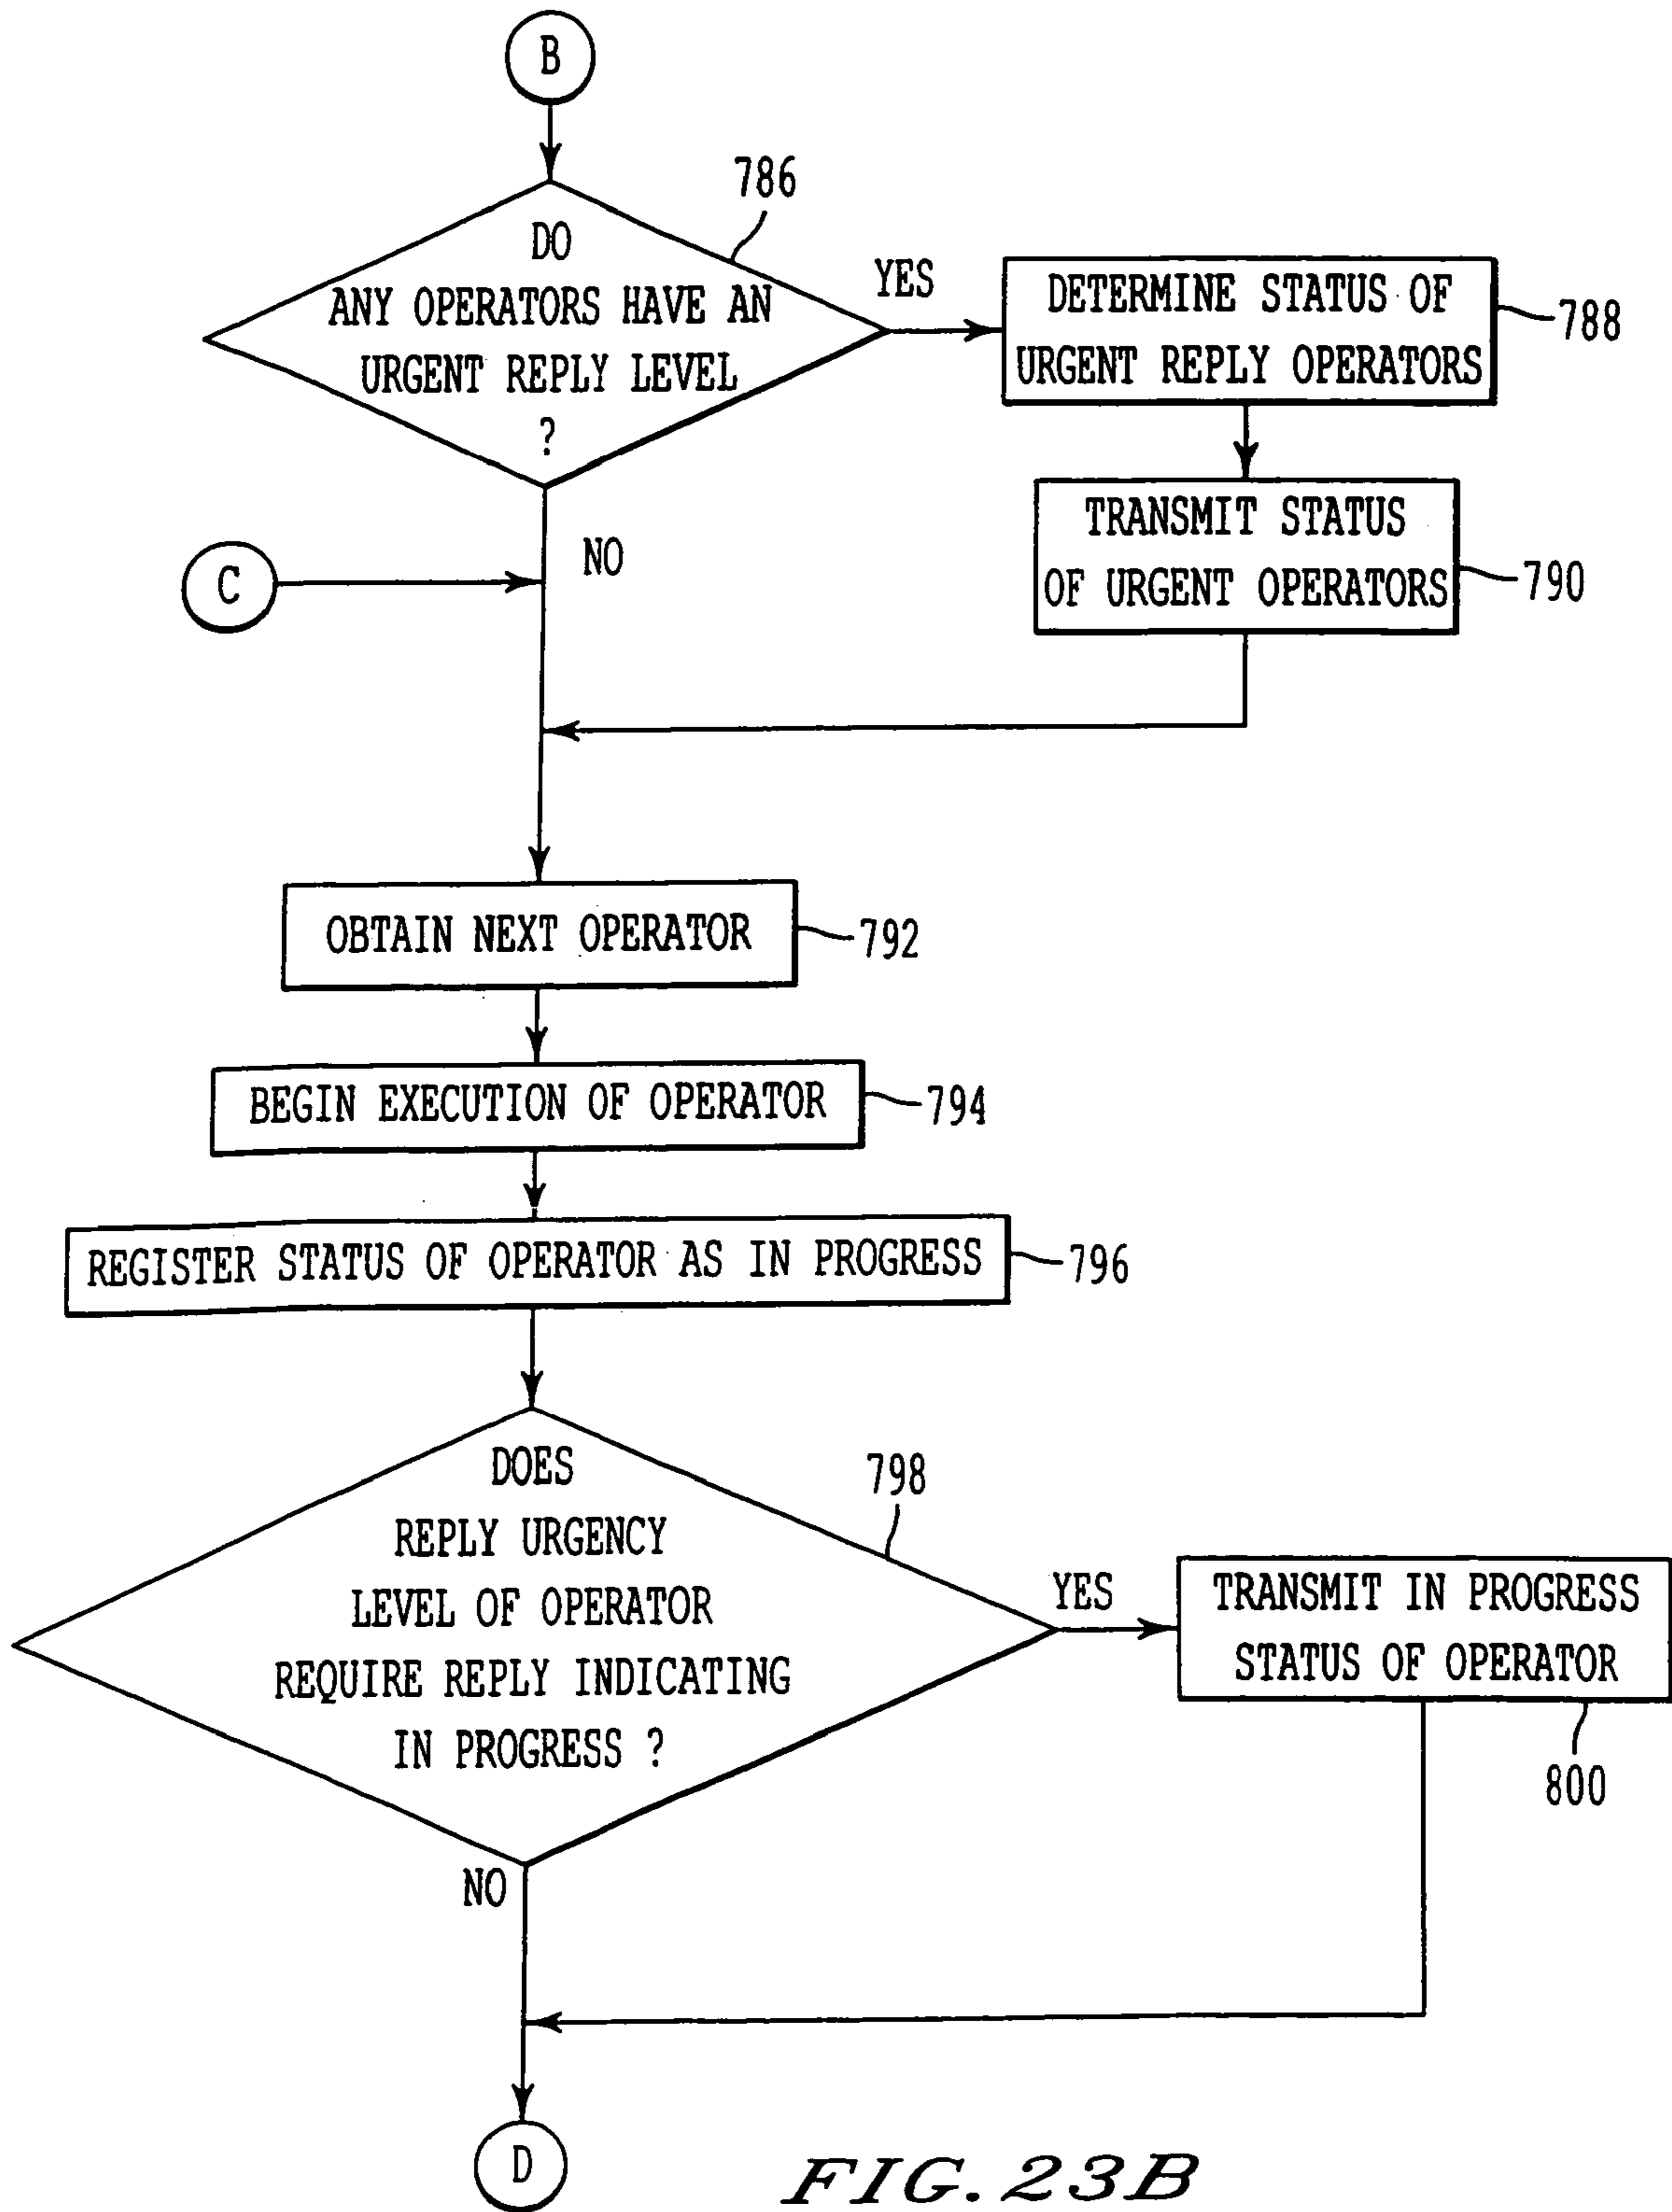 B
786
DO
ANY OPERATORS HAVE AN
URGENT REPLY LEVEL
?
YES
DETERMINE STATUS OF
URGENT REPLY OPERATORS
788
TRANSMIT STATUS
OF URGENT OPERATORS
790
NO
C
OBTAIN NEXT OPERATOR
792
BEGIN EXECUTION OF OPERATOR
794
REGISTER STATUS OF OPERATOR AS IN PROGRESS
796
DOES
REPLY URGENCY
LEVEL OF OPERATOR
REQUIRE REPLY INDICATING
IN PROGRESS ?
798
YES
TRANSMIT IN PROGRESS
STATUS OF OPERATOR
800
NO
D
FIG. 23B